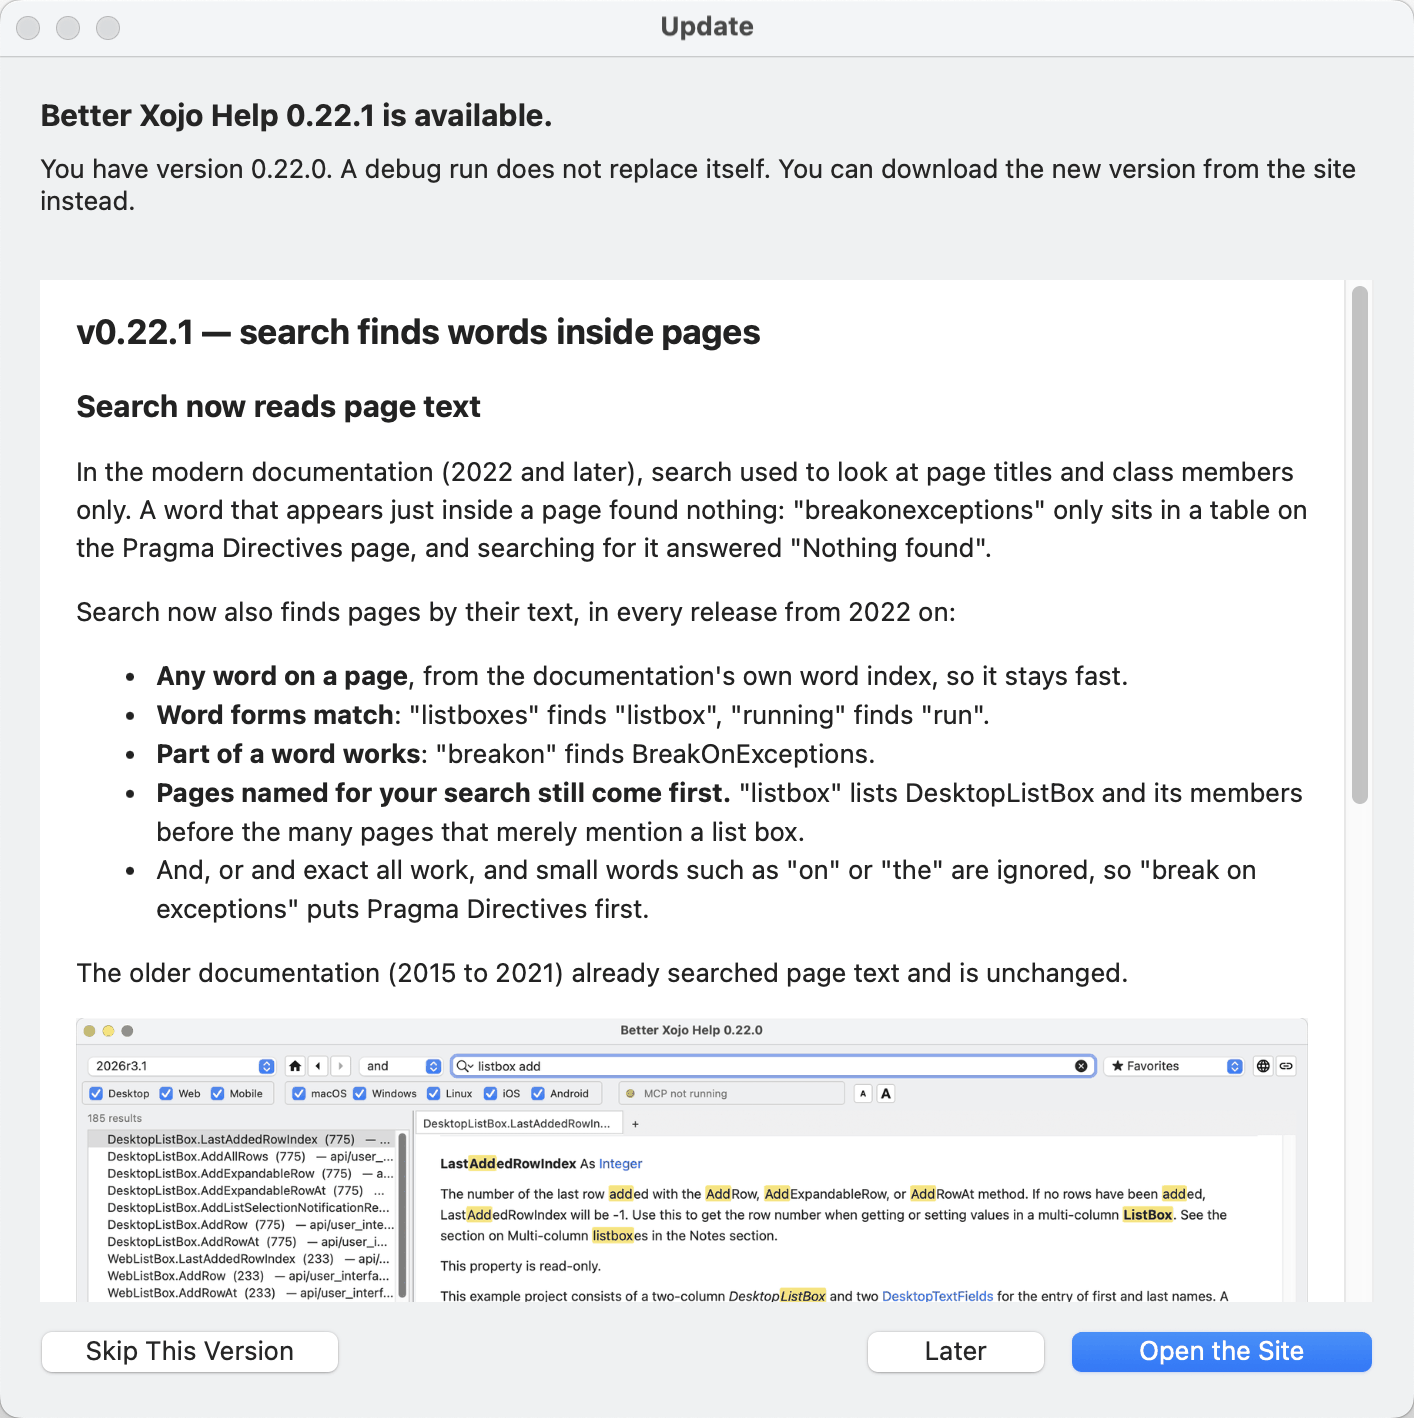 Update
Better Xojo Help 0.22.1 is available.
You have version 0.22.0. A debug run does not replace itself. You can download the new version from the site
instead.
v0.22.1 — search finds words inside pages
Search now reads page text
In the modern documentation (2022 and later), search used to look at page titles and class members
only. A word that appears just inside a page found nothing: "breakonexceptions" only sits in a table on
the Pragma Directives page, and searching for it answered "Nothing found".
Search now also finds pages by their text, in every release from 2022 on:
• Any word on a page, from the documentation's own word index, so it stays fast.
• Word forms match: "listboxes" finds "listbox", "running" finds "run".
• Part of a word works: "breakon" finds BreakOnExceptions.
• Pages named for your search still come first. "listbox" lists DesktopListBox and its members
before the many pages that merely mention a list box.
• And, or and exact all work, and small words such as "on" or "the" are ignored, so "break on
exceptions" puts Pragma Directives first.
The older documentation (2015 to 2021) already searched page text and is unchanged.
Better Xojo Help 0.22.0
2026r3.1 and listbox add ★ Favorites
Desktop Web Mobile macOS Windows Linux iOS Android MCP not running A A
185 results
DesktopListBox.LastAddedRowIn... +
DesktopListBox.LastAddedRowIndex (775) — ...
DesktopListBox.AddAllRows (775) — api/user_...
DesktopListBox.AddExpandableRow (775) — a...
DesktopListBox.AddExpandableRowAt (775) ...
DesktopListBox.AddListSelectionNotificationRe...
DesktopListBox.AddRow (775) — api/user_inte...
DesktopListBox.AddRowAt (775) — api/user_i...
WebListBox.LastAddedRowIndex (233) — api/...
WebListBox.AddRow (233) — api/user_interfa...
WebListBox.AddRowAt (233) — api/user_interf...
LastAddedRowIndex As Integer
The number of the last row added with the AddRow, AddExpandableRow, or AddRowAt method. If no rows have been added,
LastAddedRowIndex will be -1. Use this to get the row number when getting or setting values in a multi-column ListBox. See the
section on Multi-column listboxes in the Notes section.
This property is read-only.
This example project consists of a two-column DesktopListBox and two DesktopTextFields for the entry of first and last names. A
Skip This Version
Later
Open the Site